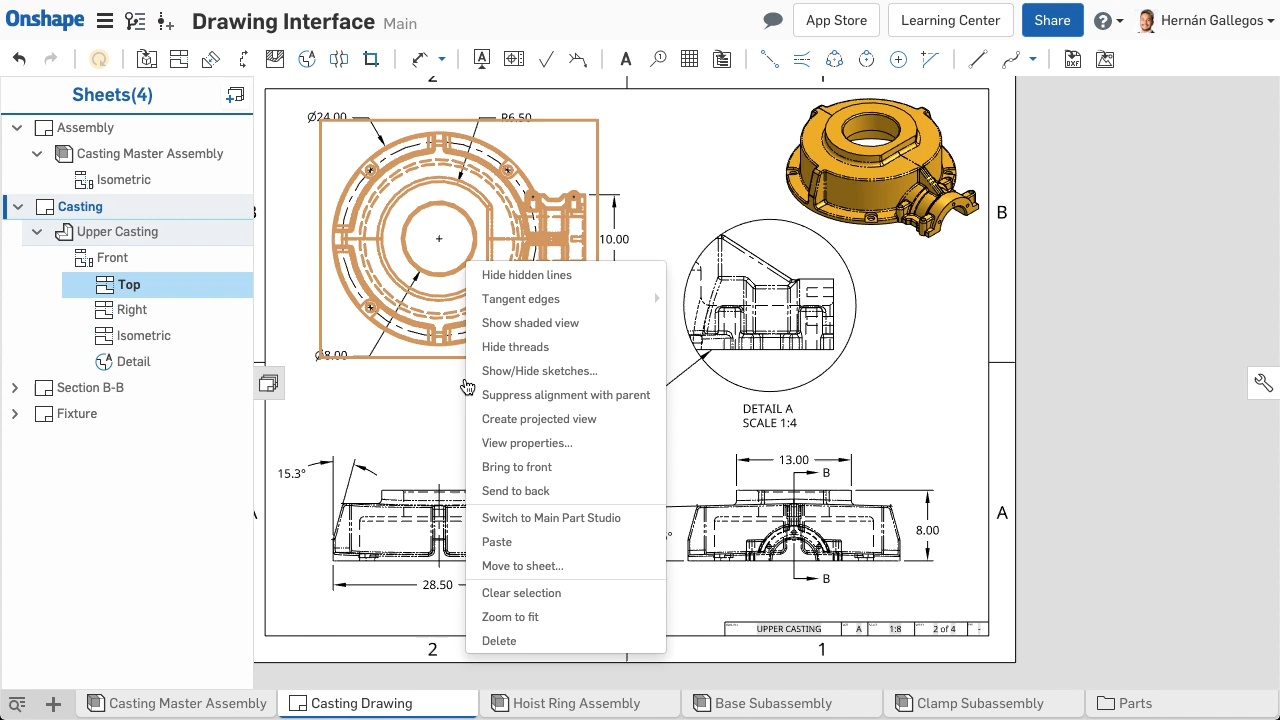 Onshape
Drawing Interface Main
App Store
Learning Center
Share
Hernán Gallegos
Sheets(4)
Assembly
Casting Master Assembly
Isometric
Casting
Upper Casting
Front
Top
Right
Isometric
Detail
Section B-B
Fixture
2
1
Ø24.00
R6.50
B
B
10.00
Ø8.00
DETAIL A
SCALE 1:4
15.3°
28.50
13.00
B
8.00
B
A
A
UPPER CASTING
A
1:8
2 of 4
2
1
Hide hidden lines
Tangent edges
Show shaded view
Hide threads
Show/Hide sketches...
Suppress alignment with parent
Create projected view
View properties...
Bring to front
Send to back
Switch to Main Part Studio
Paste
Move to sheet...
Clear selection
Zoom to fit
Delete
Casting Master Assembly
Casting Drawing
Hoist Ring Assembly
Base Subassembly
Clamp Subassembly
Parts